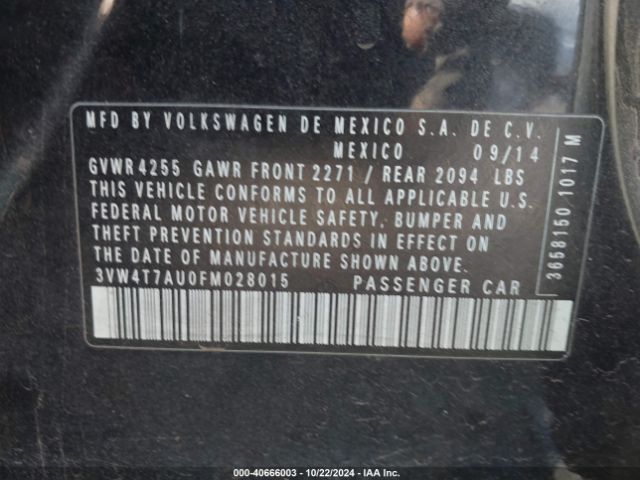 MFD BY VOLKSWAGEN DE MEXICO S.A. DE C.V.
MEXICO 09/14
GVWR 4255 GAWR FRONT 2271 / REAR 2094 LBS
THIS VEHICLE CONFORMS TO ALL APPLICABLE U.S.
FEDERAL MOTOR VEHICLE SAFETY, BUMPER AND
THEFT PREVENTION STANDARDS IN EFFECT ON
THE DATE OF MANUFACTURE SHOWN ABOVE.
3VW4T7AU0FM028015 PASSENGER CAR
3658150 1017 M
000-40666003 - 10/22/2024 - IAA Inc.